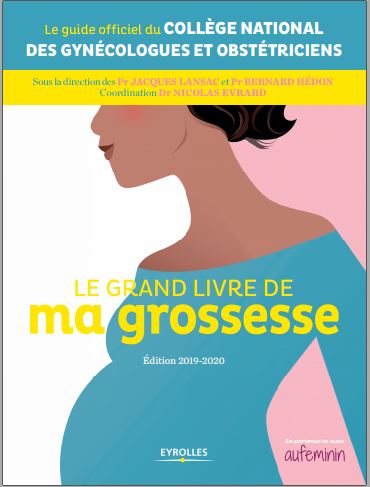 Le guide officiel du COLLÈGE NATIONAL
DES GYNÉCOLOGUES ET OBSTÉTRICIENS
Sous la direction des Pr JACQUES LANSAC et Pr BERNARD HÉDON
Coordination Dr NICOLAS EVRARD
LE GRAND LIVRE DE
ma grossesse
Édition 2019-2020
EYROLLES
En partenariat avec
aufeminin